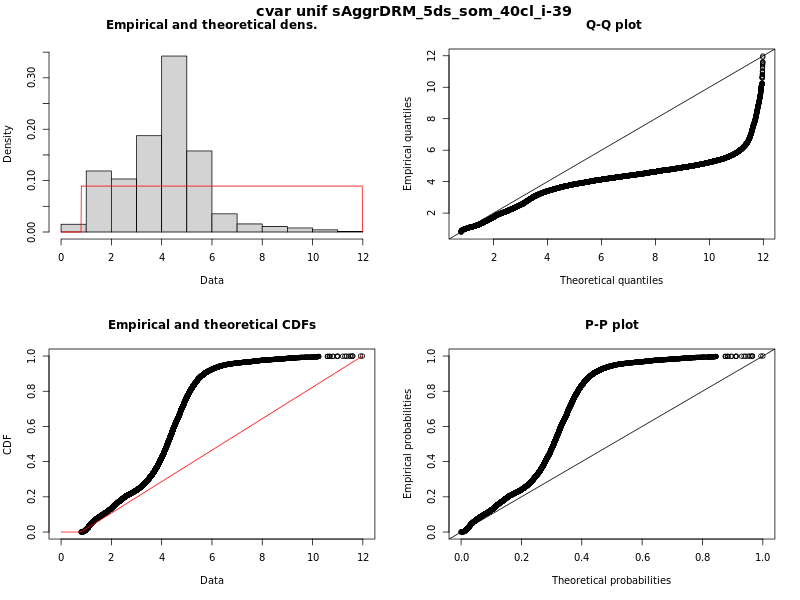 cvar unif sAggrDRM_5ds_som_40cl_i-39
Empirical and theoretical dens.
Density
0.00 0.10 0.20 0.30
0 2 4 6 8 10 12
Data
Q-Q plot
Empirical quantiles
2 4 6 8 10 12
2 4 6 8 10 12
Theoretical quantiles
Empirical and theoretical CDFs
CDF
0.0 0.2 0.4 0.6 0.8 1.0
0 2 4 6 8 10 12
Data
P-P plot
Empirical probabilities
0.0 0.2 0.4 0.6 0.8 1.0
0.0 0.2 0.4 0.6 0.8 1.0
Theoretical probabilities